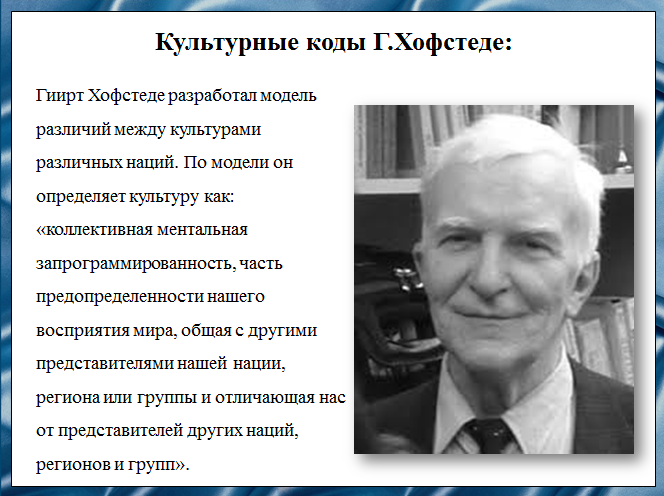 Культурные коды Г.Хофстеде:
Гиирт Хофстеде разработал модель
различий между культурами
различных наций. По модели он
определяет культуру как:
«коллективная ментальная
запрограммированность, часть
предопределенности нашего
восприятия мира, общая с другими
представителями нашей нации,
региона или группы и отличающая нас
от представителей других наций,
регионов и групп».